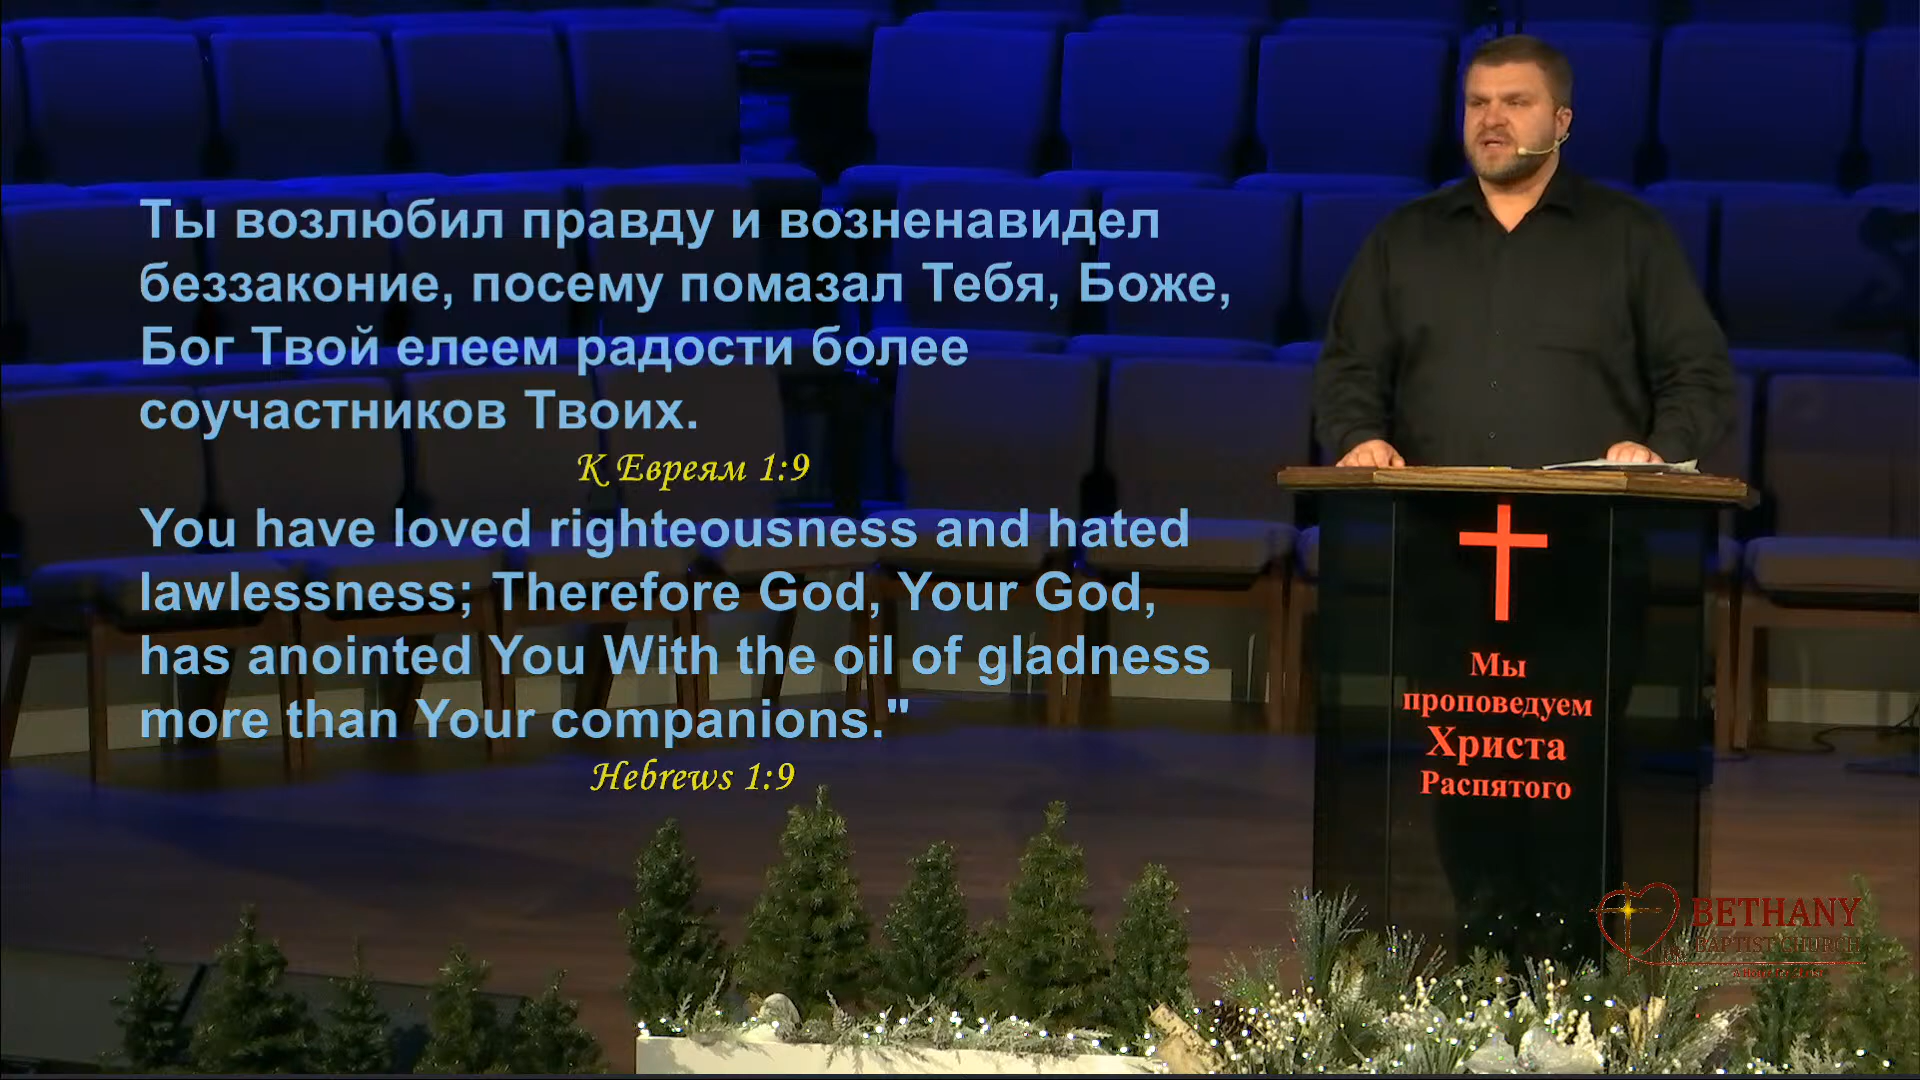 Ты возлюбил правду и возненавидел
беззаконие, посему помазал Тебя, Боже,
Бог Твой елеем радости более
соучастников Твоих.
К Евреям 1:9
You have loved righteousness and hated
lawlessness; Therefore God, Your God,
has anointed You With the oil of gladness
more than Your companions."
Hebrews 1:9
Мы
проповедуем
Христа
Распятого
BETHANY
BAPTIST CHURCH